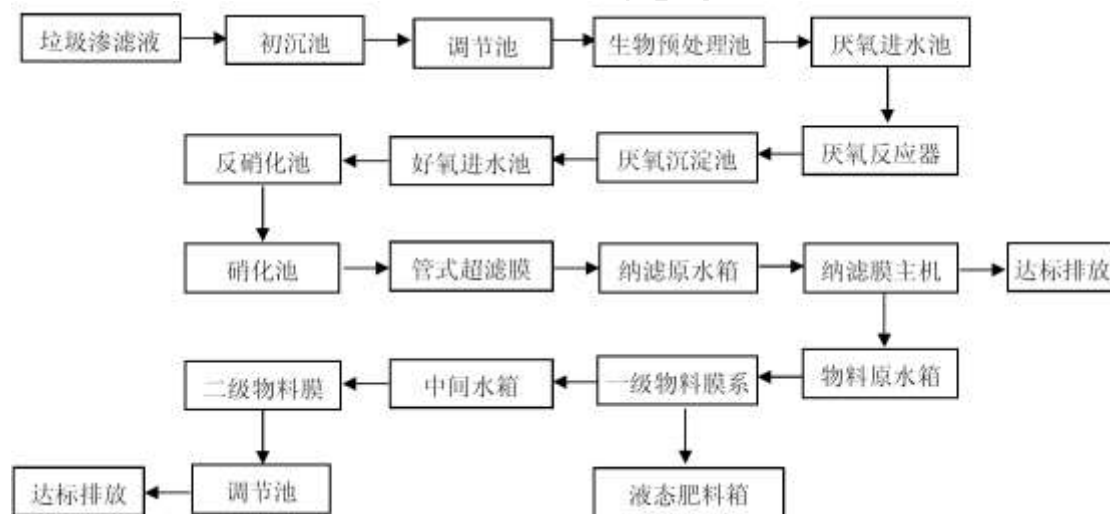 垃圾渗滤液
初沉池
调节池
生物预处理池
厌氧进水池
反硝化池
好氧进水池
厌氧沉淀池
厌氧反应器
硝化池
管式超滤膜
纳滤原水箱
纳滤膜主机
达标排放
二级物料膜
中间水箱
一级物料膜系
物料原水箱
达标排放
调节池
液态肥料箱